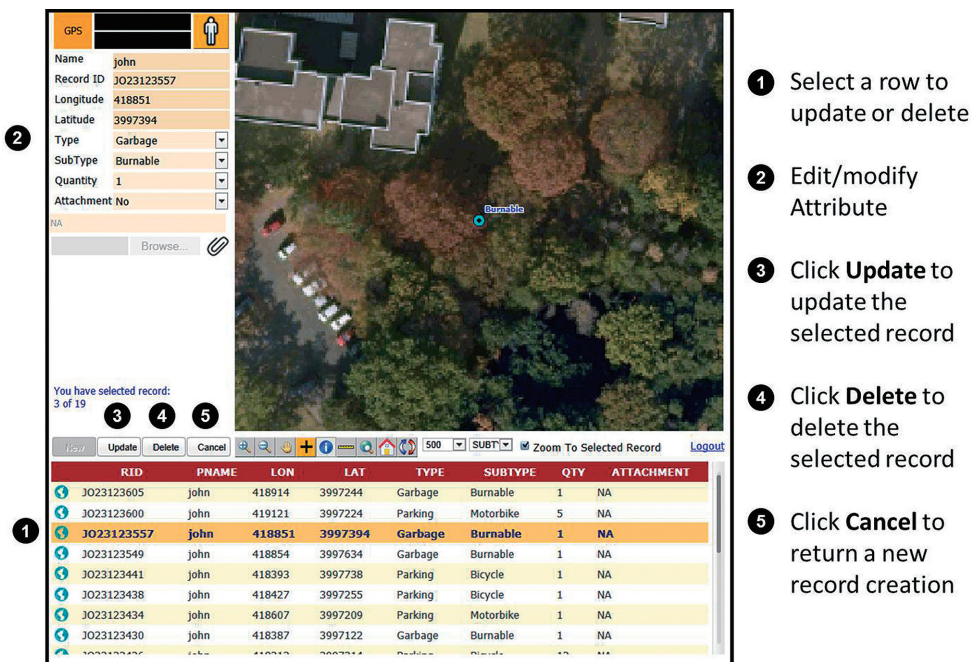 GPS
Name john
Record ID JO23123557
Longitude 418851
Latitude 3997394
2
Type Garbage
SubType Burnable
Quantity 1
Attachment No
NA
Browse...
Burnable
You have selected record:
3 of 19
3 4 5
New Update Delete Cancel 500 SUBT Zoom To Selected Record Logout
RID PNAME LON LAT TYPE SUBTYPE QTY ATTACHMENT
JO23123605 john 418914 3997244 Garbage Burnable 1 NA
JO23123600 john 419121 3997224 Parking Motorbike 5 NA
1 JO23123557 john 418851 3997394 Garbage Burnable 1 NA
JO23123549 john 418854 3997634 Garbage Burnable 1 NA
JO23123441 john 418393 3997738 Parking Bicycle 1 NA
JO23123438 john 418427 3997255 Parking Bicycle 1 NA
JO23123434 john 418607 3997209 Parking Motorbike 1 NA
JO23123430 john 418387 3997122 Garbage Burnable 1 NA
1 Select a row to
update or delete
2 Edit/modify
Attribute
3 Click Update to
update the
selected record
4 Click Delete to
delete the
selected record
5 Click Cancel to
return a new
record creation